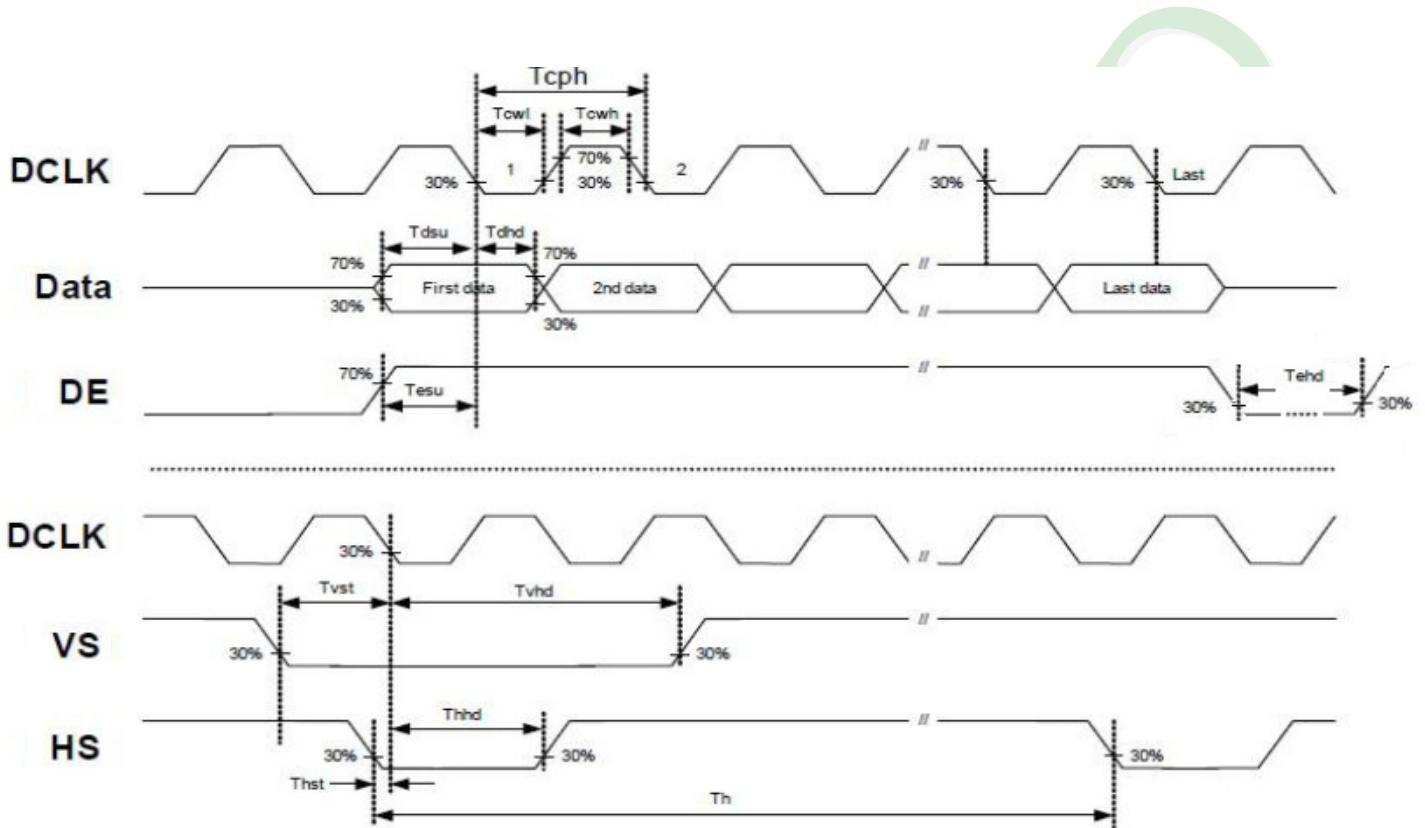 Tcph
Tcwl Tcwh
DCLK 30% 1 70% 30% 2 // 30% 30% Last
Tdsu Tdhd
70% 70%
Data First data 2nd data // // Last data
30% 30%
70% // Tehd
DE Tesu 30% 30%
DCLK 30% //
Tvst Tvhd
VS 30% 30% //
Thhd
HS 30% 30% // 30%
Thst
Th